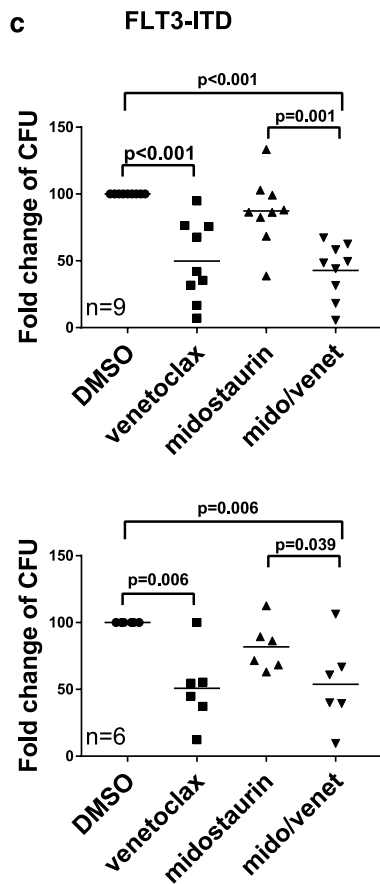 c
FLT3-ITD
p<0.001
p=0.001
p<0.001
Fold change of CFU
150
100
50
0
n=9
DMSO
venetoclax
midostaurin
mido/venet
p=0.006
p=0.039
p=0.006
Fold change of CFU
150
100
50
0
n=6
DMSO
venetoclax
midostaurin
mido/venet